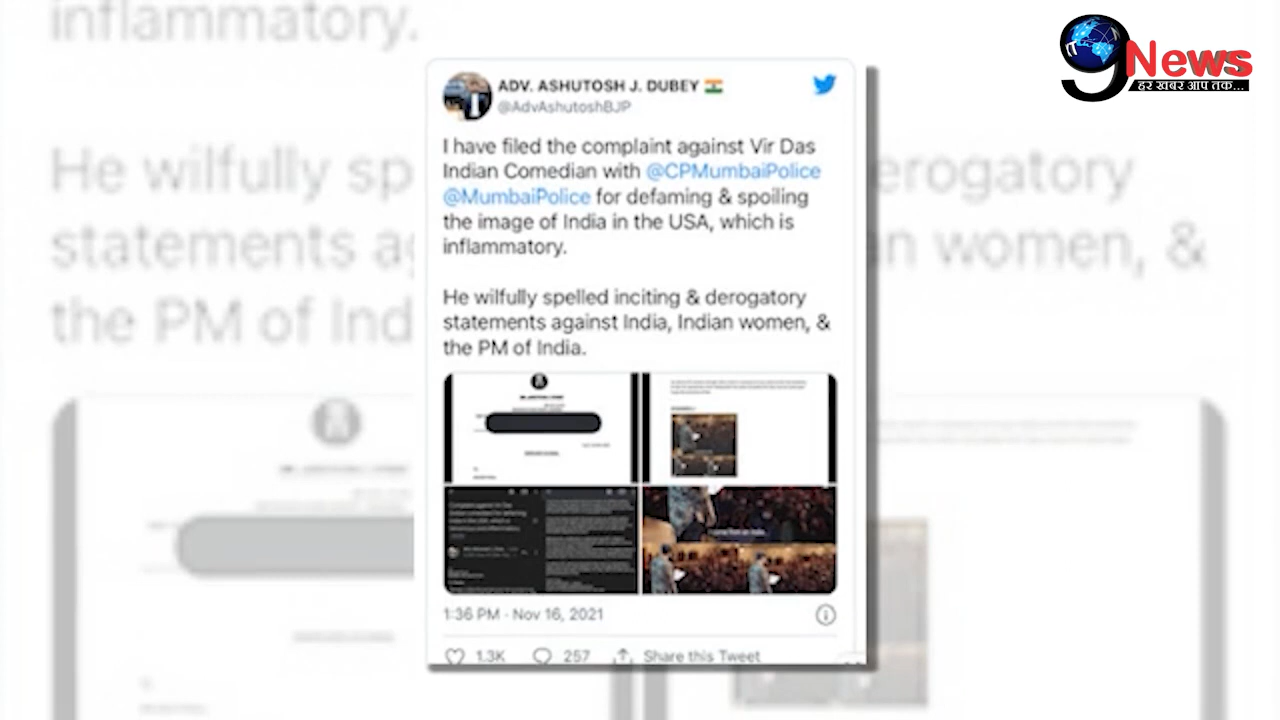 inflammatory.
9News
हर खबर आप तक...
ADV. ASHUTOSH J. DUBEY
@AdvAshutoshBJP
I have filed the complaint against Vir Das
Indian Comedian with @CPMumbaiPolice
@MumbaiPolice for defaming & spoiling
the image of India in the USA, which is
inflammatory.
He wilfully spelled inciting & derogatory
statements against India, Indian women, &
the PM of India.
1:36 PM · Nov 16, 2021
1.3K
257
Share this Tweet
He wilfully sp
erogatory
statements ag
an women, &
the PM of Ind